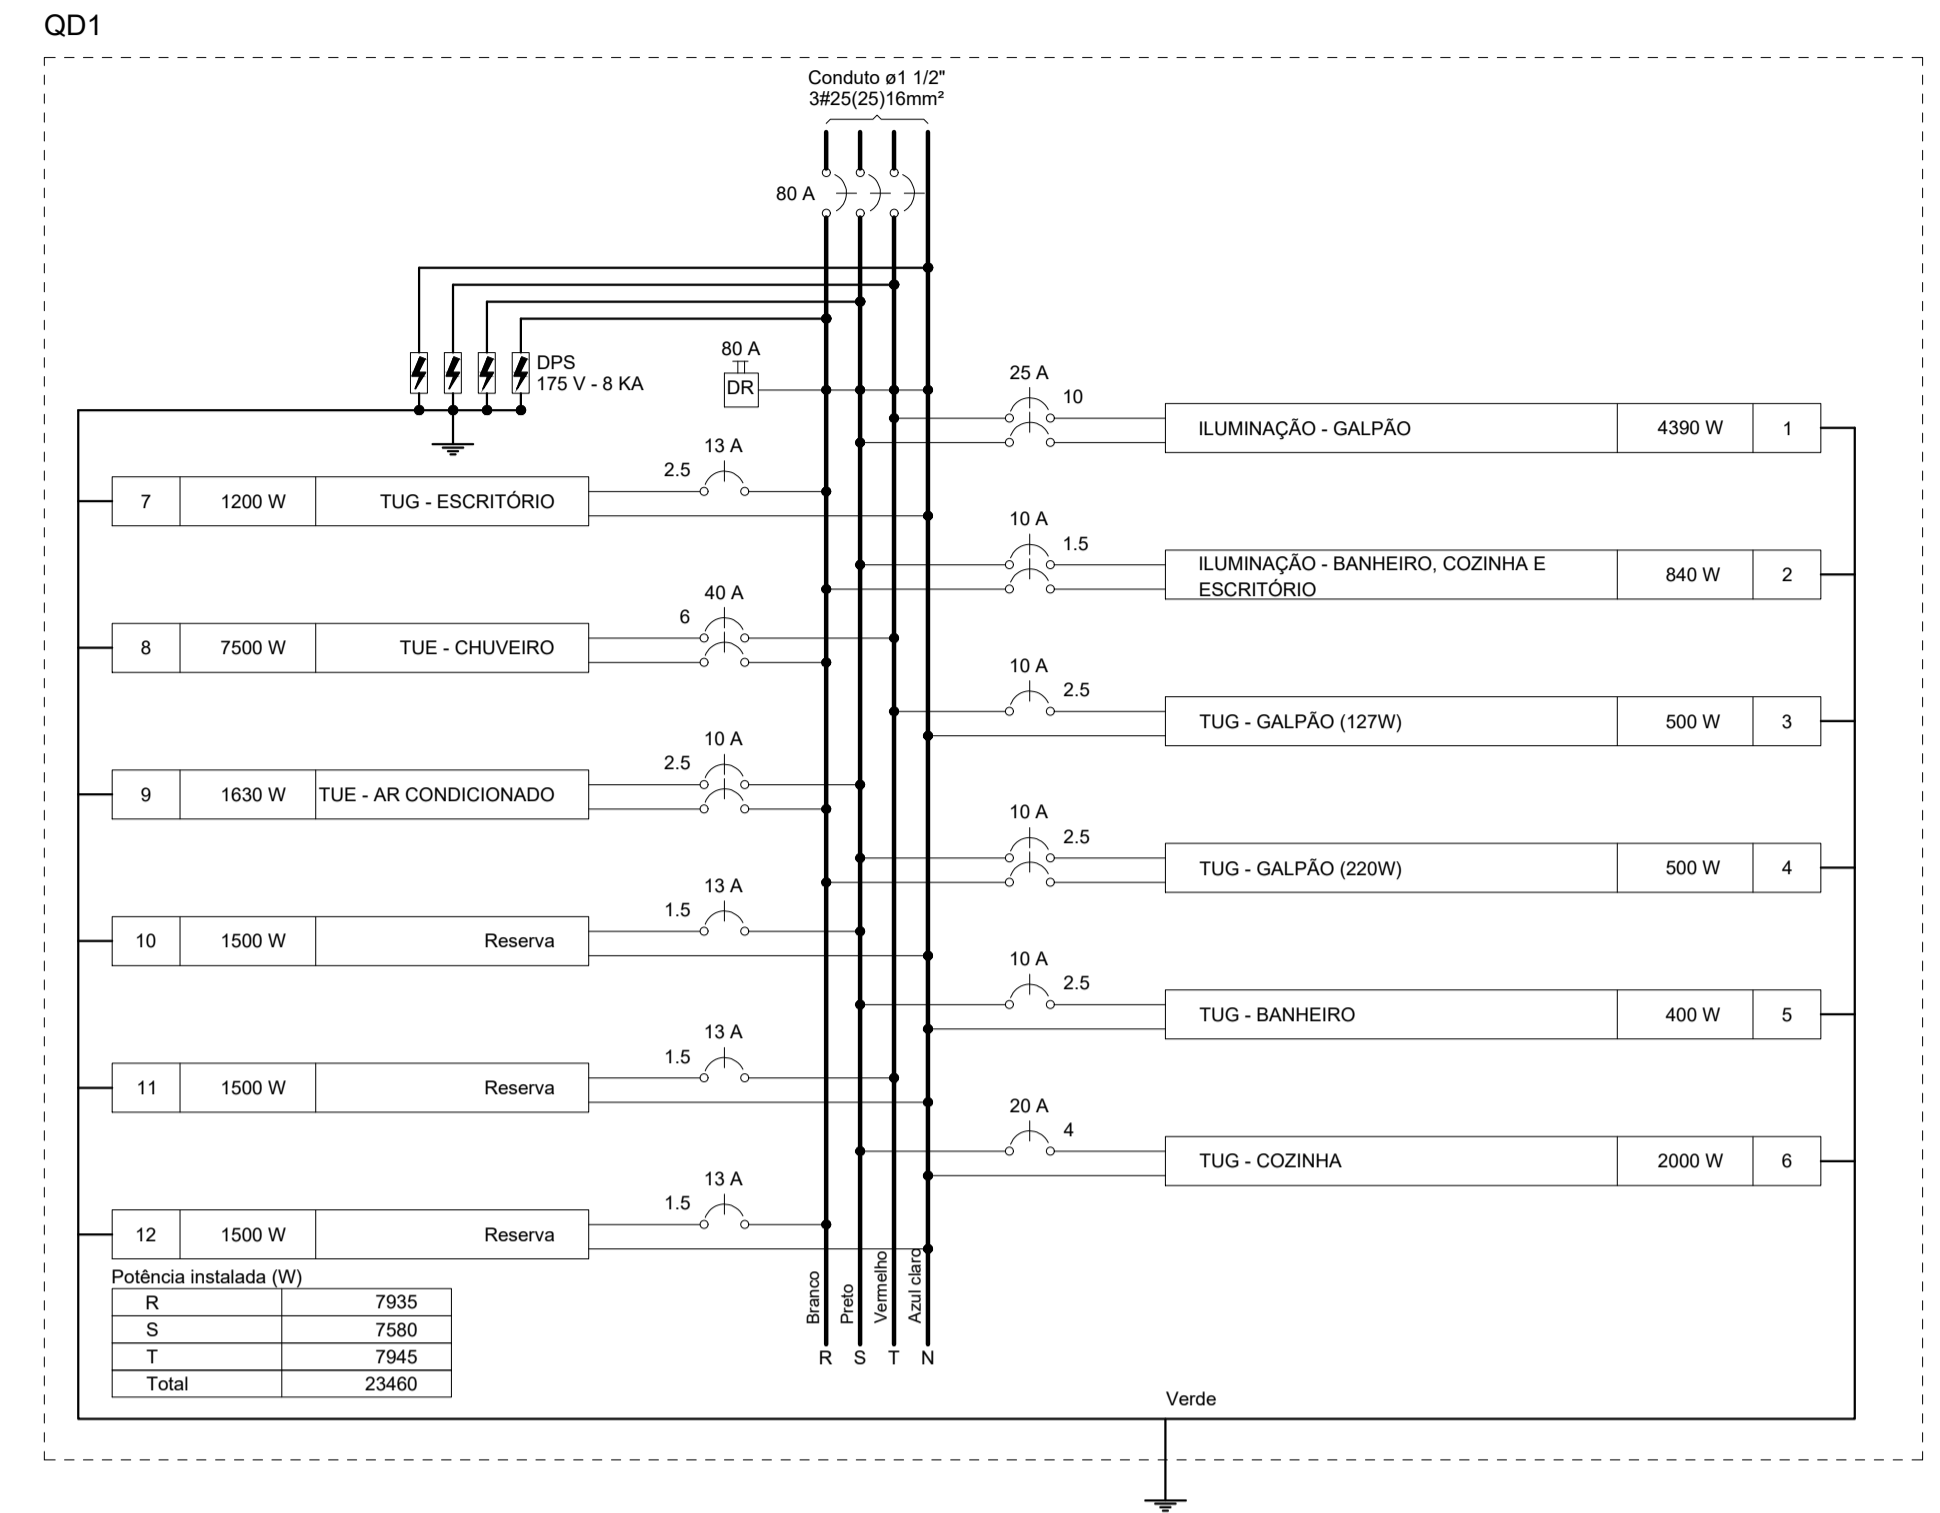 QD1
Conduto ø1 1/2"
3#25(25)16mm²
80 A
DPS
175 V - 8 KA
80 A
DR
25 A
10
ILUMINAÇÃO - GALPÃO
4390 W
1
13 A
2.5
7
1200 W
TUG - ESCRITÓRIO
10 A
1.5
ILUMINAÇÃO - BANHEIRO, COZINHA E
ESCRITÓRIO
840 W
2
40 A
6
8
7500 W
TUE - CHUVEIRO
10 A
2.5
TUG - GALPÃO (127W)
500 W
3
10 A
2.5
9
1630 W
TUE - AR CONDICIONADO
10 A
2.5
TUG - GALPÃO (220W)
500 W
4
13 A
1.5
10
1500 W
Reserva
10 A
2.5
TUG - BANHEIRO
400 W
5
13 A
1.5
11
1500 W
Reserva
20 A
4
TUG - COZINHA
2000 W
6
13 A
1.5
12
1500 W
Reserva
Potência instalada (W)
R 7935
S 7580
T 7945
Total 23460
Branco
Preto
Vermelho
Azul claro
R S T N
Verde